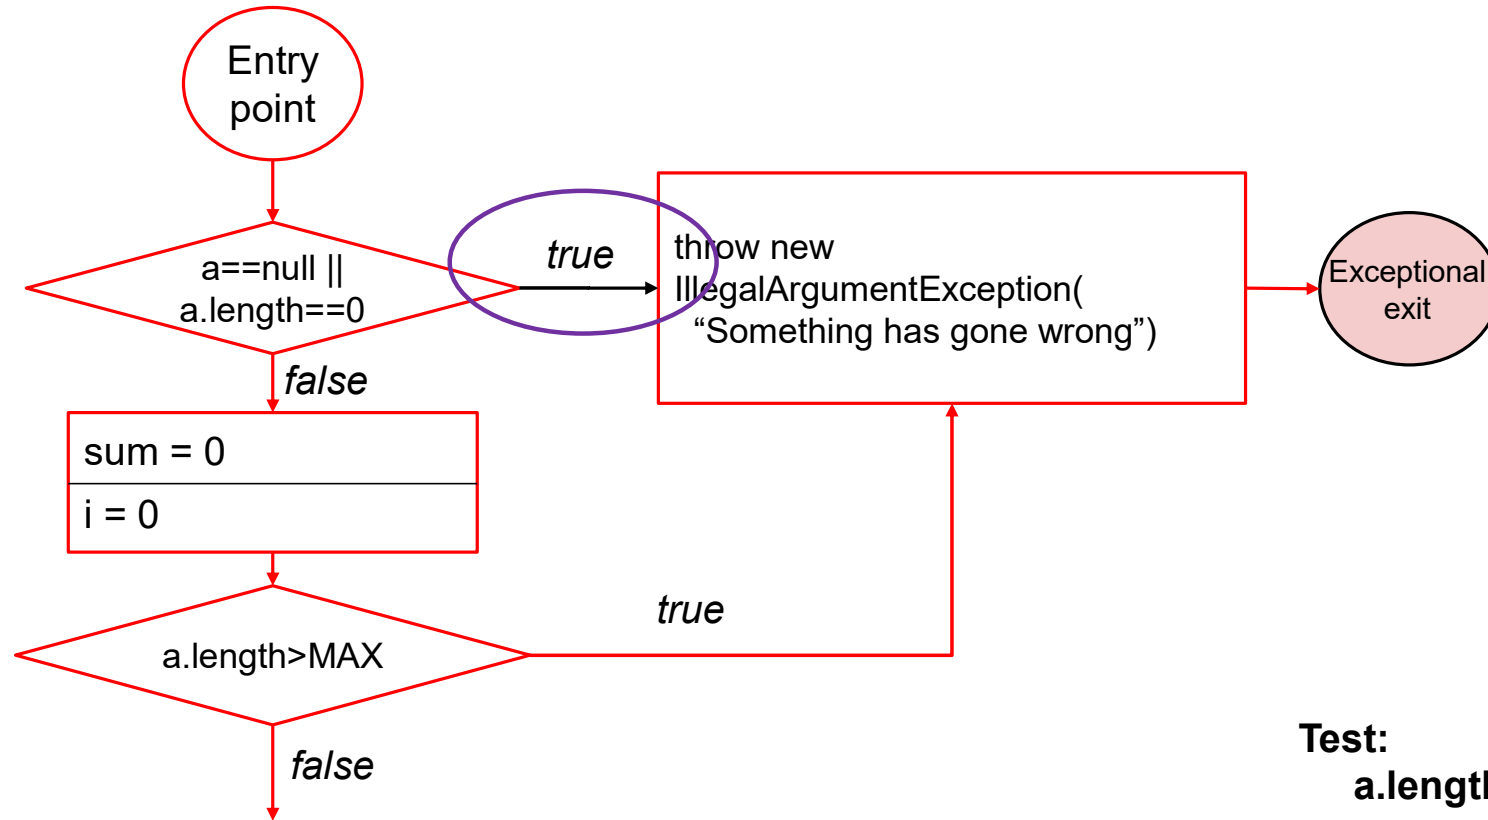 Entry
point
a==null ||
a.length==0
true
throw new
IllegalArgumentException(
“Something has gone wrong”)
Exceptional
exit
false
sum = 0
i = 0
a.length>MAX
true
false
Test:
a.length